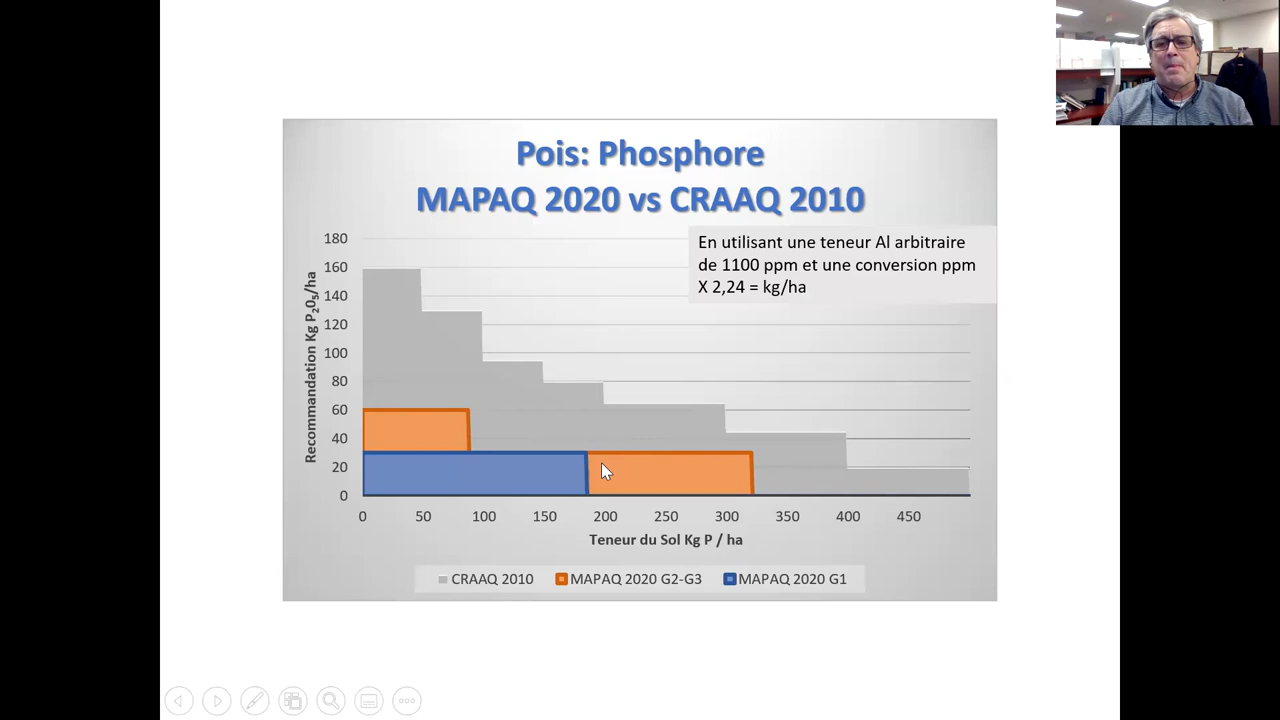 Pois: Phosphore
MAPAQ 2020 vs CRAAQ 2010
En utilisant une teneur Al arbitraire
de 1100 ppm et une conversion ppm
X 2,24 = kg/ha
Recommandation Kg P₂0₅/ha
180
160
140
120
100
80
60
40
20
0
0 50 100 150 200 250 300 350 400 450
Teneur du Sol Kg P / ha
CRAAQ 2010 MAPAQ 2020 G2-G3 MAPAQ 2020 G1